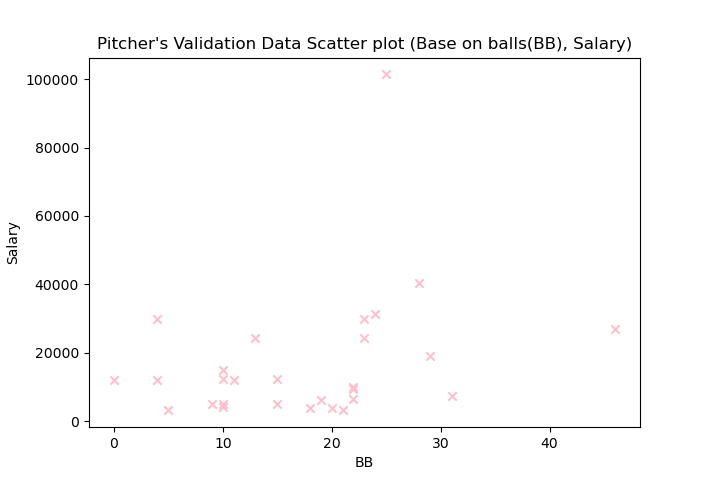 Pitcher's Validation Data Scatter plot (Base on balls(BB), Salary)
100000
80000
60000
40000
20000
0
Salary
0 10 20 30 40
BB